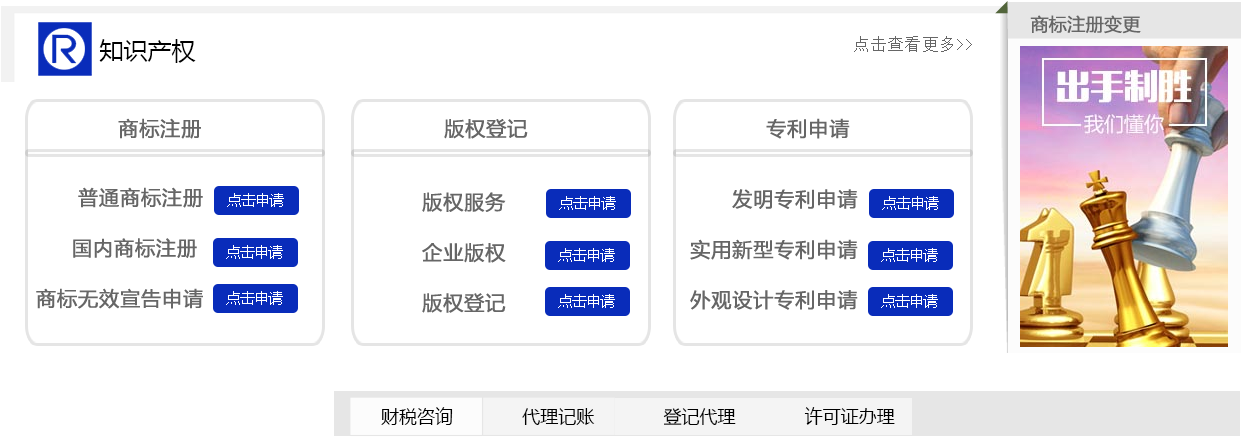 R 知识产权
点击查看更多>>
商标注册
普通商标注册 点击申请
国内商标注册 点击申请
商标无效宣告申请 点击申请
版权登记
版权服务 点击申请
企业版权 点击申请
版权登记 点击申请
专利申请
发明专利申请 点击申请
实用新型专利申请 点击申请
外观设计专利申请 点击申请
商标注册变更
出手制胜
我们懂你
财税咨询 代理记账 登记代理 许可证办理